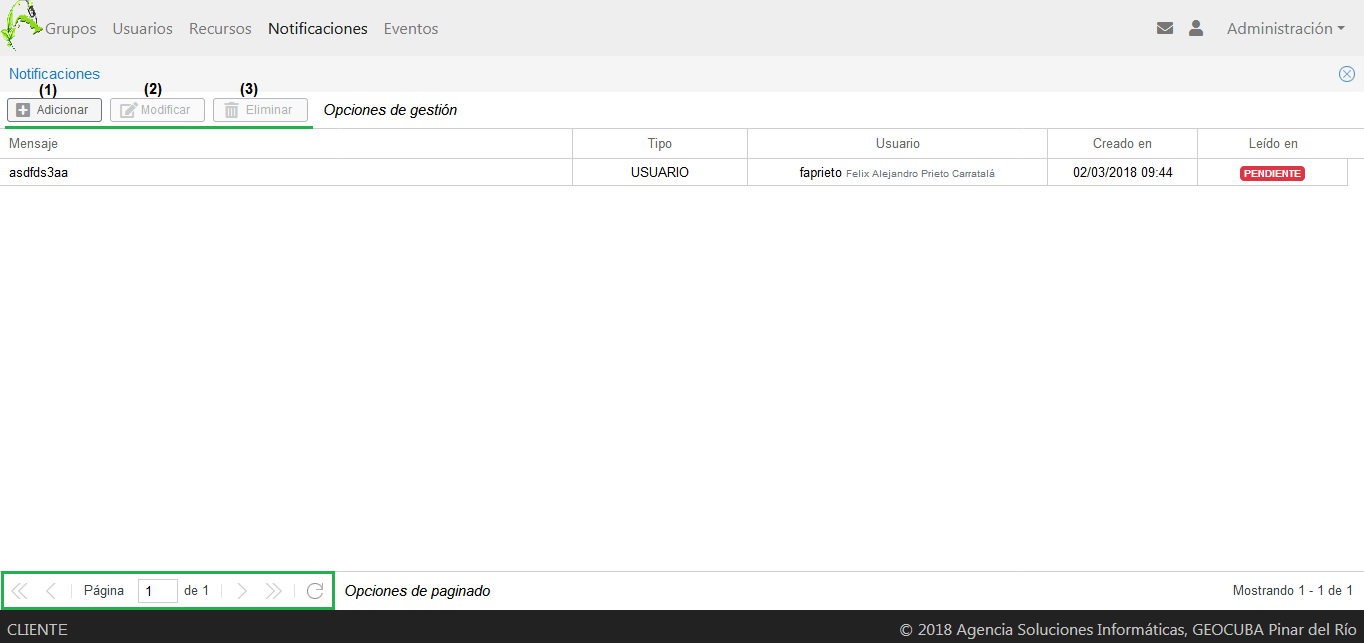 Grupos Usuarios Recursos Notificaciones Eventos Administración
Notificaciones
(1) (2) (3)
Adicionar Modificar Eliminar Opciones de gestión
Mensaje Tipo Usuario Creado en Leído en
asdfds3aa USUARIO faprieto Felix Alejandro Prieto Carratalá 02/03/2018 09:44 PENDIENTE
Página 1 de 1 Opciones de paginado Mostrando 1 - 1 de 1
CLIENTE © 2018 Agencia Soluciones Informáticas, GEOCUBA Pinar del Río